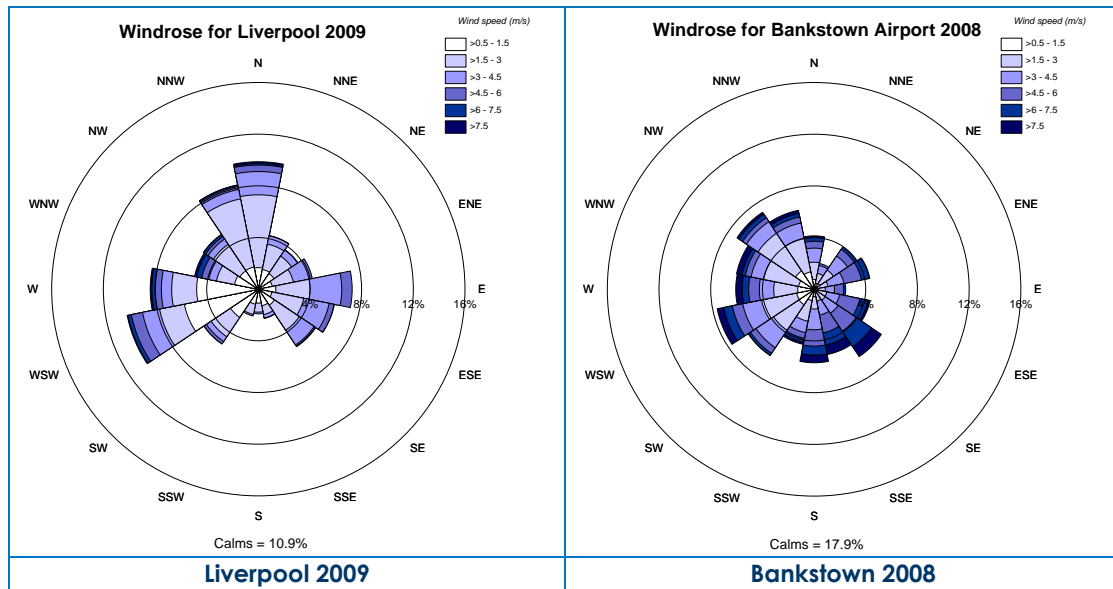 Windrose for Liverpool 2009
Wind speed (m/s)
>0.5 - 1.5
>1.5 - 3
>3 - 4.5
>4.5 - 6
>6 - 7.5
>7.5
N
NNE
NE
ENE
E
ESE
SE
SSE
S
SSW
SW
WSW
W
WNW
NW
NNW
4% 8% 12% 16%
Calms = 10.9%
Liverpool 2009
Windrose for Bankstown Airport 2008
Wind speed (m/s)
>0.5 - 1.5
>1.5 - 3
>3 - 4.5
>4.5 - 6
>6 - 7.5
>7.5
N
NNE
NE
ENE
E
ESE
SE
SSE
S
SSW
SW
WSW
W
WNW
NW
NNW
4% 8% 12% 16%
Calms = 17.9%
Bankstown 2008